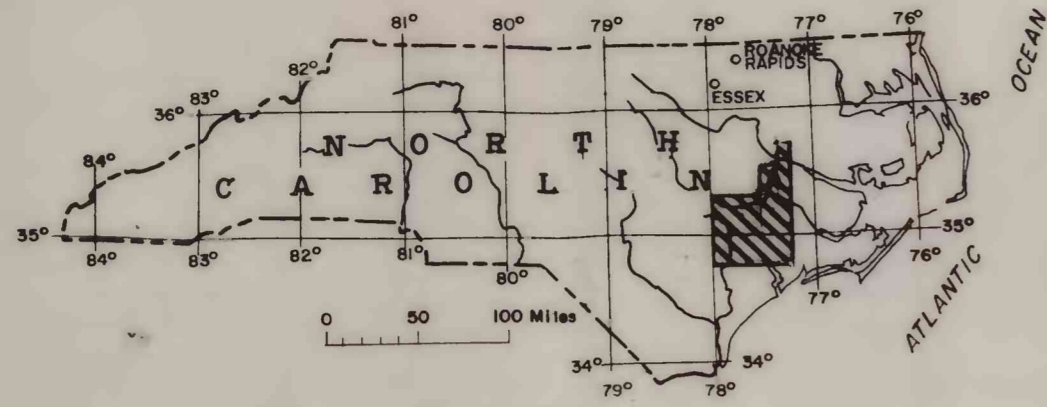 81° 80° 79° 78° 77° 76°
OCEAN
82°
ROANOKE
RAPIDS
83°
ESSEX
36°
36°
84°
N O R T H
C A R O L I N
35°
35°
84° 83° 82° 81° 80° 77° 76°
0 50 100 Miles
ATLANTIC
34° 34°
79° 78°